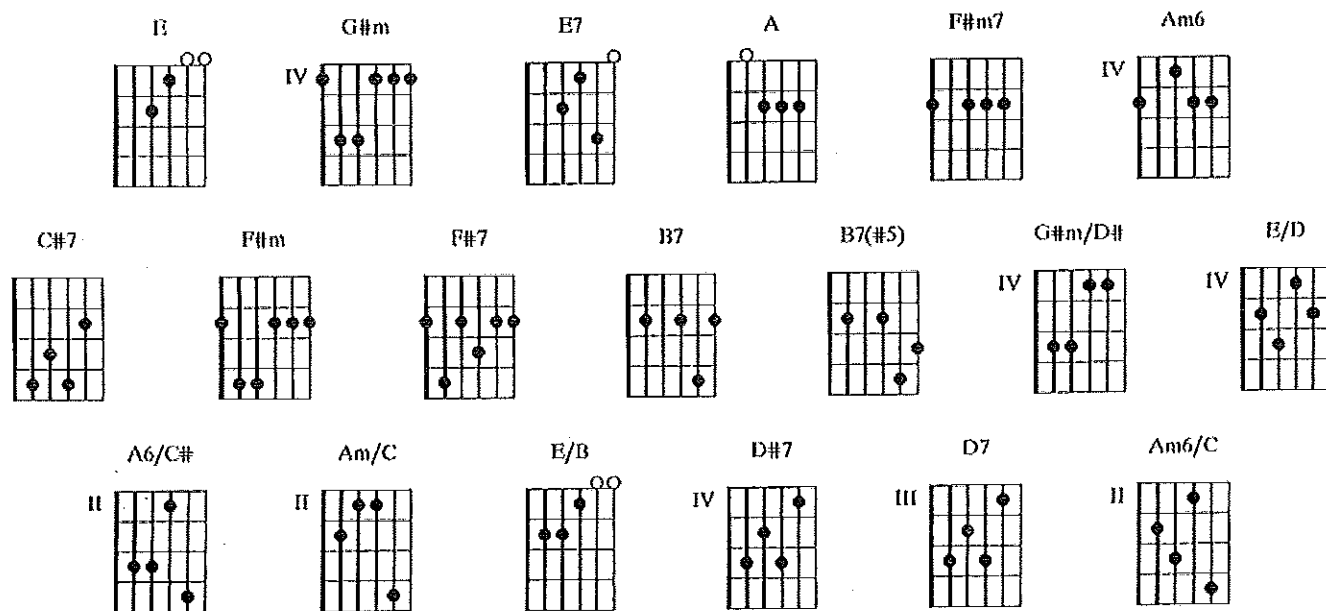 E G#m E7 A F#m7 Am6
IV IV
C#7 F#m F#7 B7 B7(#5) G#m/D# E/D
IV IV
A6/C# Am/C E/B D#7 D7 Am6/C
II II IV III II